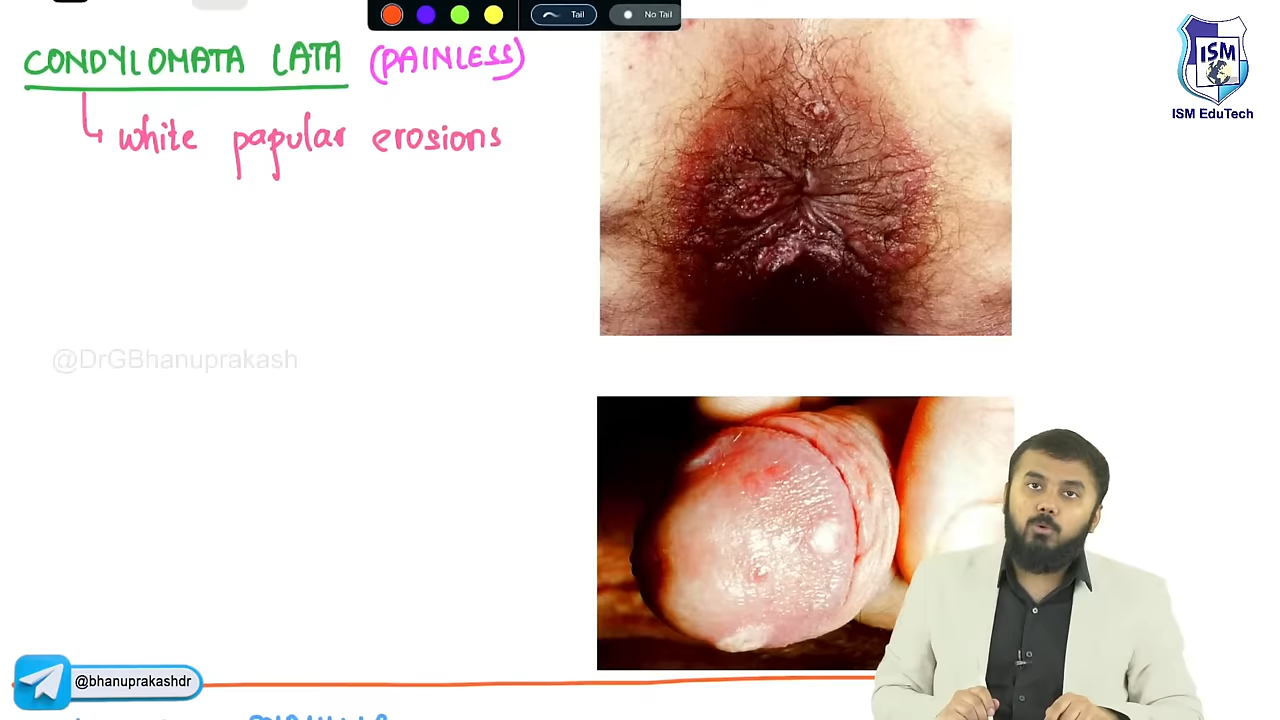 Tail
No Tail
CONDYLOMATA LATA (PAINLESS)
white papular erosions
ISM
ISM EduTech
@DrGBhanuprakash
@bhanuprakashdr